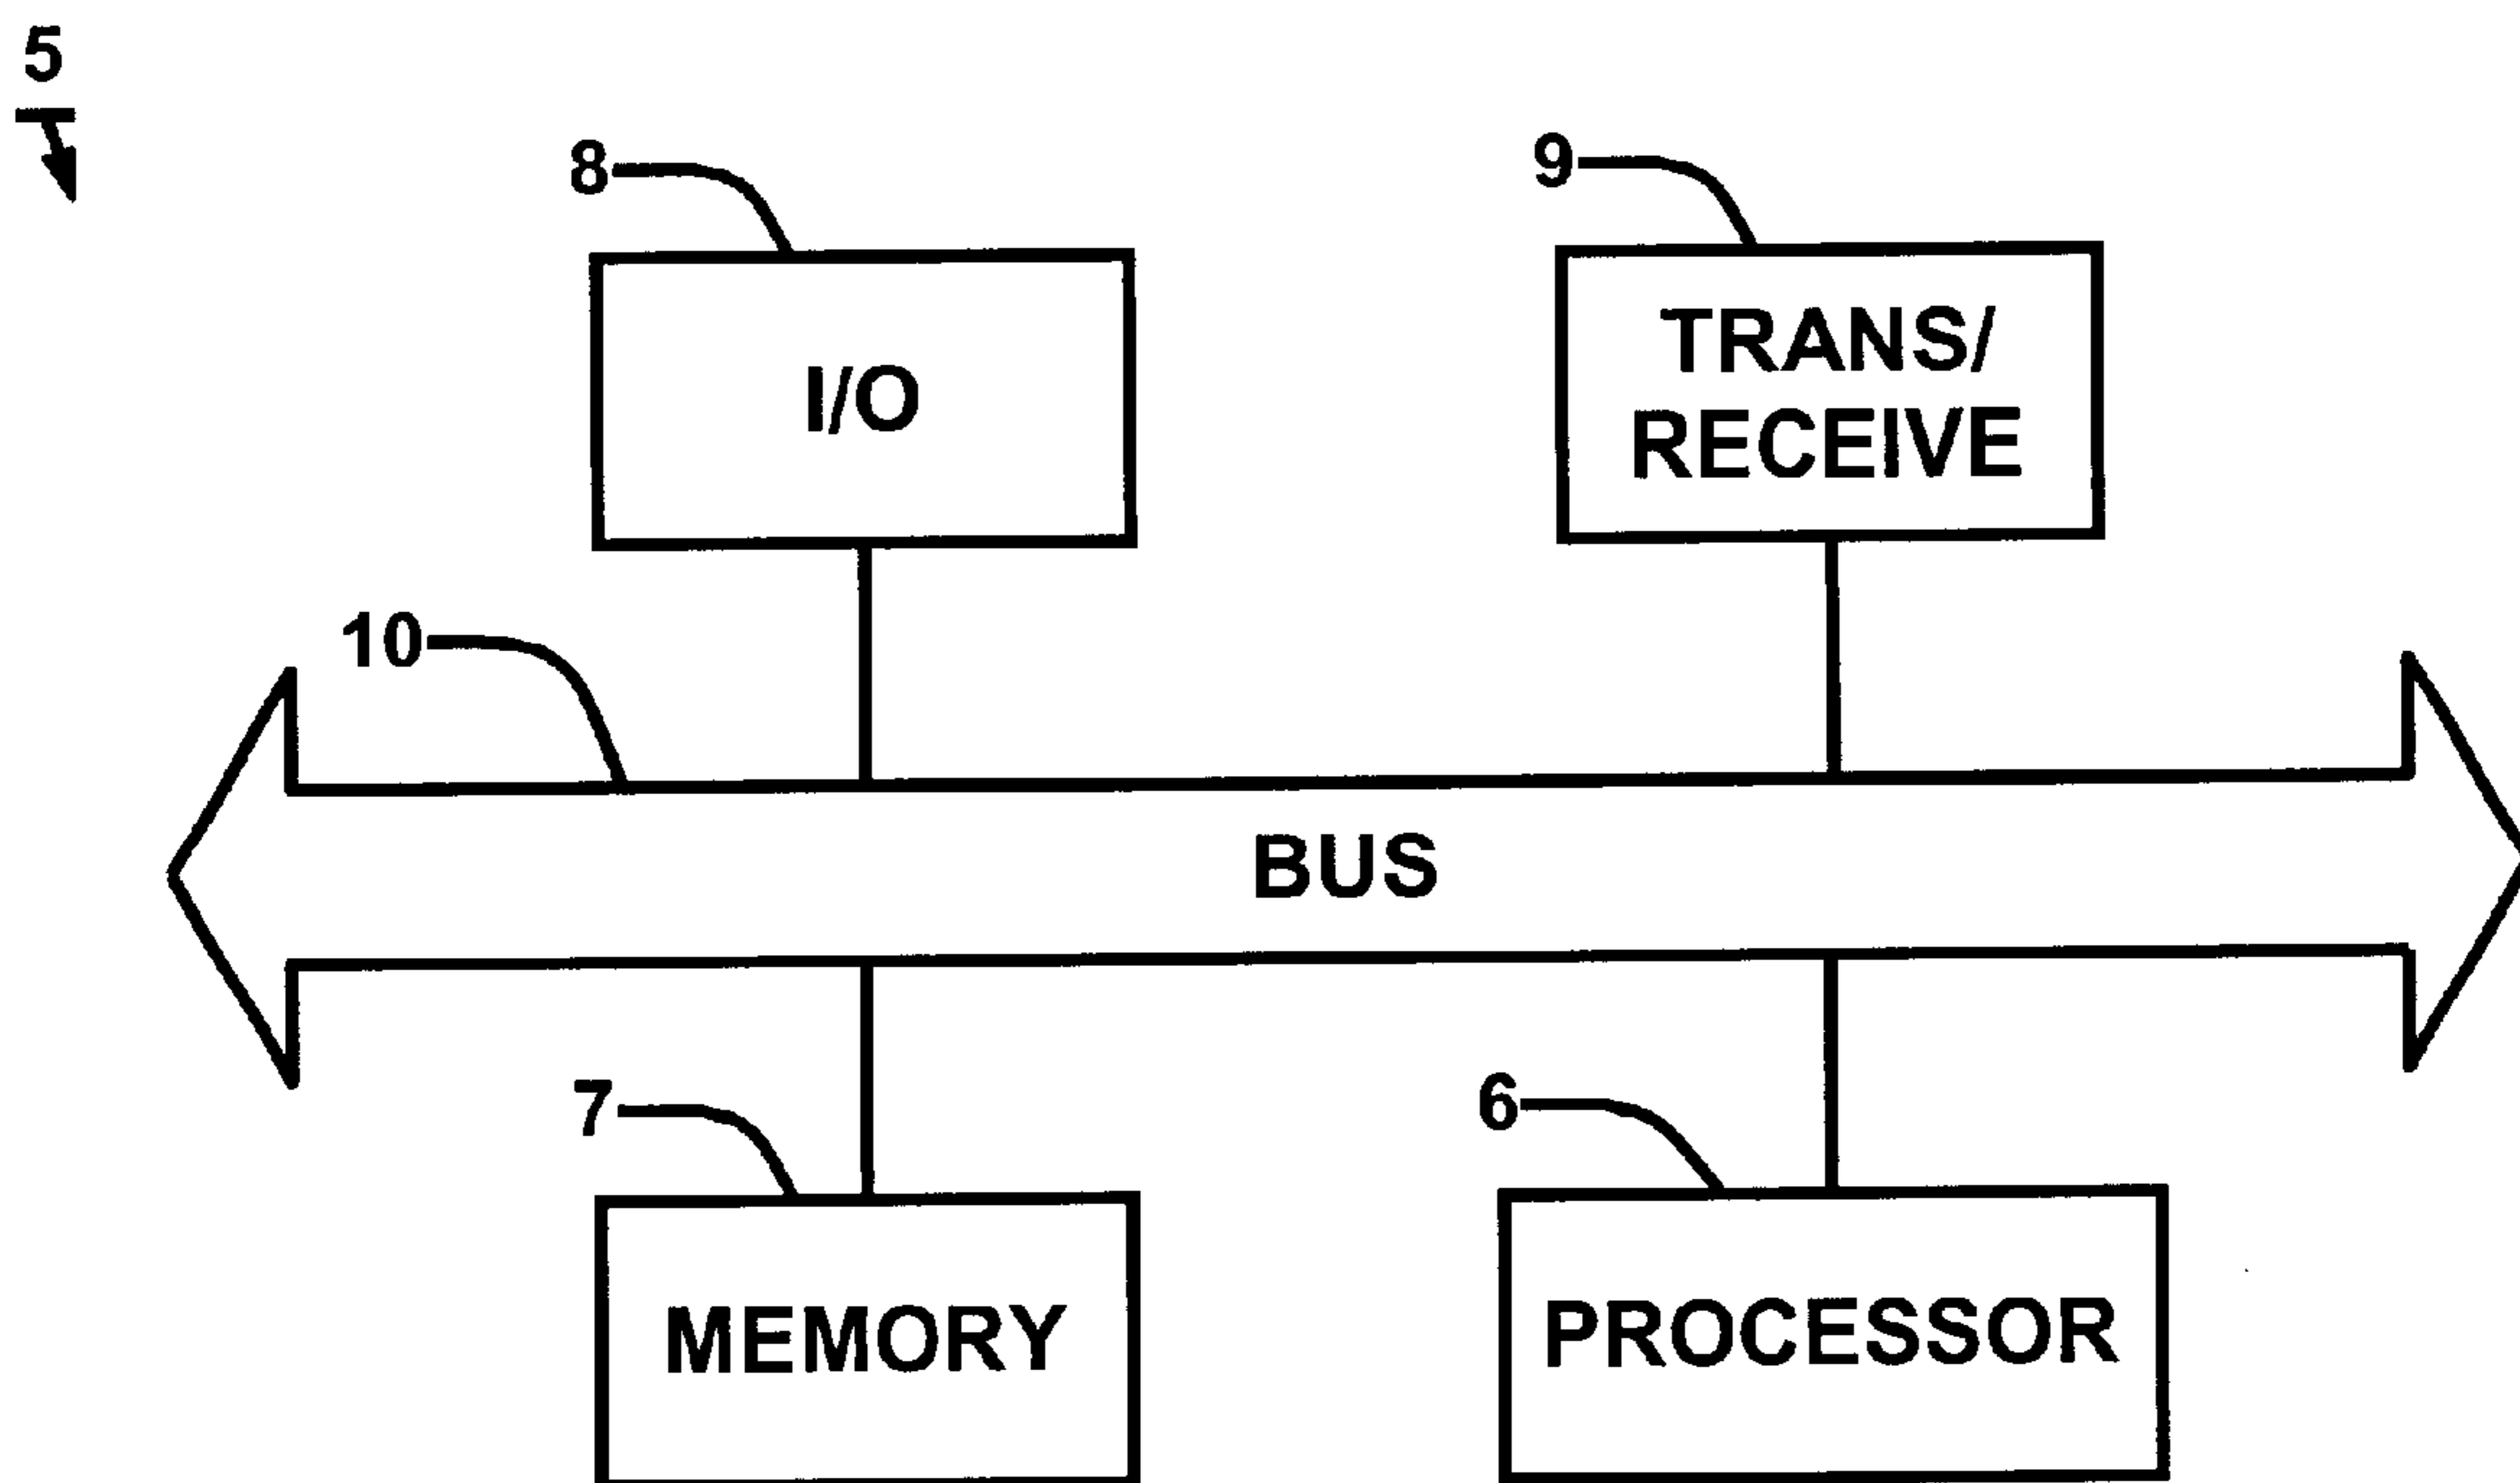 5
8
9
I/O
TRANS/
RECEIVE
10
BUS
7
6
MEMORY
PROCESSOR